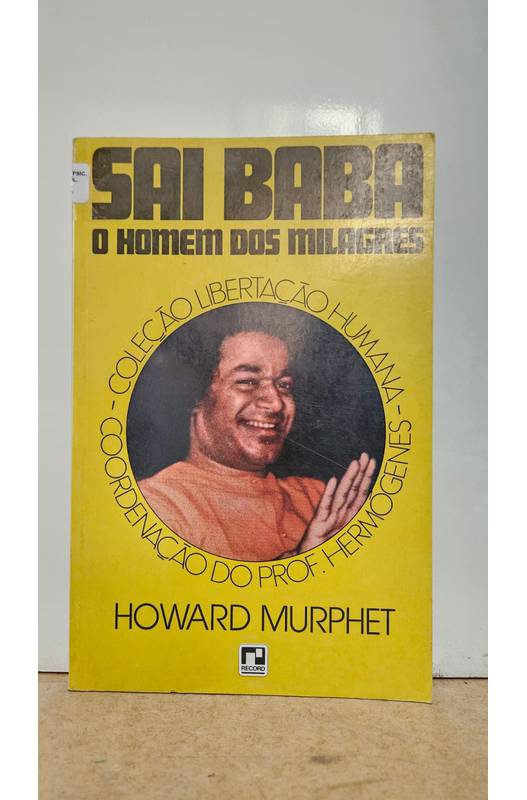 SAI BABA
O HOMEM DOS MILAGRES
COLEÇÃO LIBERTAÇÃO HUMANA -
COORDENAÇÃO DO PROF. HERMÓGENES -
HOWARD MURPHET
RECORD